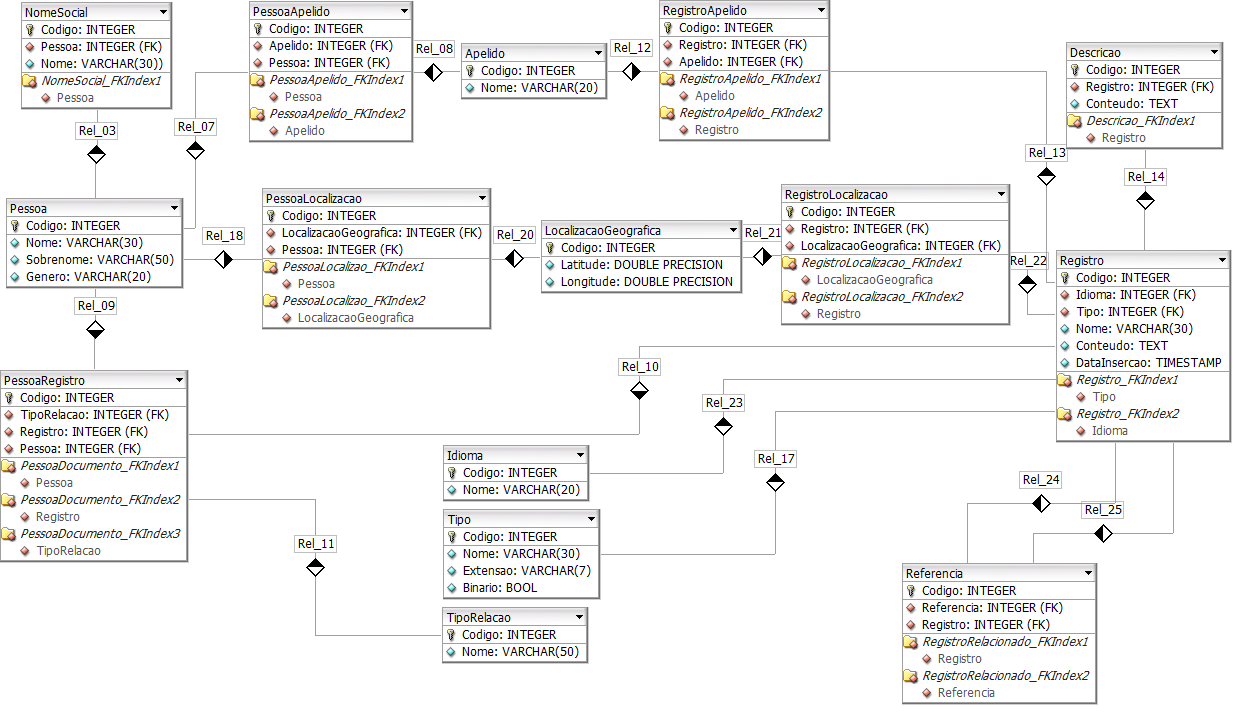 NomeSocial
Codigo: INTEGER
Pessoa: INTEGER (FK)
Nome: VARCHAR(30))
NomeSocial_FKIndex1
Pessoa
PessoaApelido
Codigo: INTEGER
Apelido: INTEGER (FK)
Pessoa: INTEGER (FK)
PessoaApelido_FKIndex1
Pessoa
PessoaApelido_FKIndex2
Apelido
Rel_08
Apelido
Codigo: INTEGER
Nome: VARCHAR(20)
Rel_12
RegistroApelido
Codigo: INTEGER
Registro: INTEGER (FK)
Apelido: INTEGER (FK)
RegistroApelido_FKIndex1
Apelido
RegistroApelido_FKIndex2
Registro
Descricao
Codigo: INTEGER
Registro: INTEGER (FK)
Conteudo: TEXT
Descricao_FKIndex1
Registro
Rel_03
Rel_07
Rel_13
Rel_14
Pessoa
Codigo: INTEGER
Nome: VARCHAR(30)
Sobrenome: VARCHAR(50)
Genero: VARCHAR(20)
Rel_18
PessoaLocalizacao
Codigo: INTEGER
LocalizacaoGeografica: INTEGER (FK)
Pessoa: INTEGER (FK)
PessoaLocalizao_FKIndex1
Pessoa
PessoaLocalizao_FKIndex2
LocalizacaoGeografica
Rel_20
LocalizacaoGeografica
Codigo: INTEGER
Latitude: DOUBLE PRECISION
Longitude: DOUBLE PRECISION
Rel_21
RegistroLocalizacao
Codigo: INTEGER
Registro: INTEGER (FK)
LocalizacaoGeografica: INTEGER (FK)
RegistroLocalizacao_FKIndex1
LocalizacaoGeografica
RegistroLocalizacao_FKIndex2
Registro
Rel_22
Registro
Codigo: INTEGER
Idioma: INTEGER (FK)
Tipo: INTEGER (FK)
Nome: VARCHAR(30)
Conteudo: TEXT
DataInsercao: TIMESTAMP
Registro_FKIndex1
Tipo
Registro_FKIndex2
Idioma
Rel_09
Rel_10
Rel_23
Rel_17
PessoaRegistro
Codigo: INTEGER
TipoRelacao: INTEGER (FK)
Registro: INTEGER (FK)
Pessoa: INTEGER (FK)
PessoaDocumento_FKIndex1
Pessoa
PessoaDocumento_FKIndex2
Registro
PessoaDocumento_FKIndex3
TipoRelacao
Rel_11
Idioma
Codigo: INTEGER
Nome: VARCHAR(20)
Tipo
Codigo: INTEGER
Nome: VARCHAR(30)
Extensao: VARCHAR(7)
Binario: BOOL
TipoRelacao
Codigo: INTEGER
Nome: VARCHAR(50)
Rel_24
Rel_25
Referencia
Codigo: INTEGER
Referencia: INTEGER (FK)
Registro: INTEGER (FK)
RegistroRelacionado_FKIndex1
Registro
RegistroRelacionado_FKIndex2
Referencia